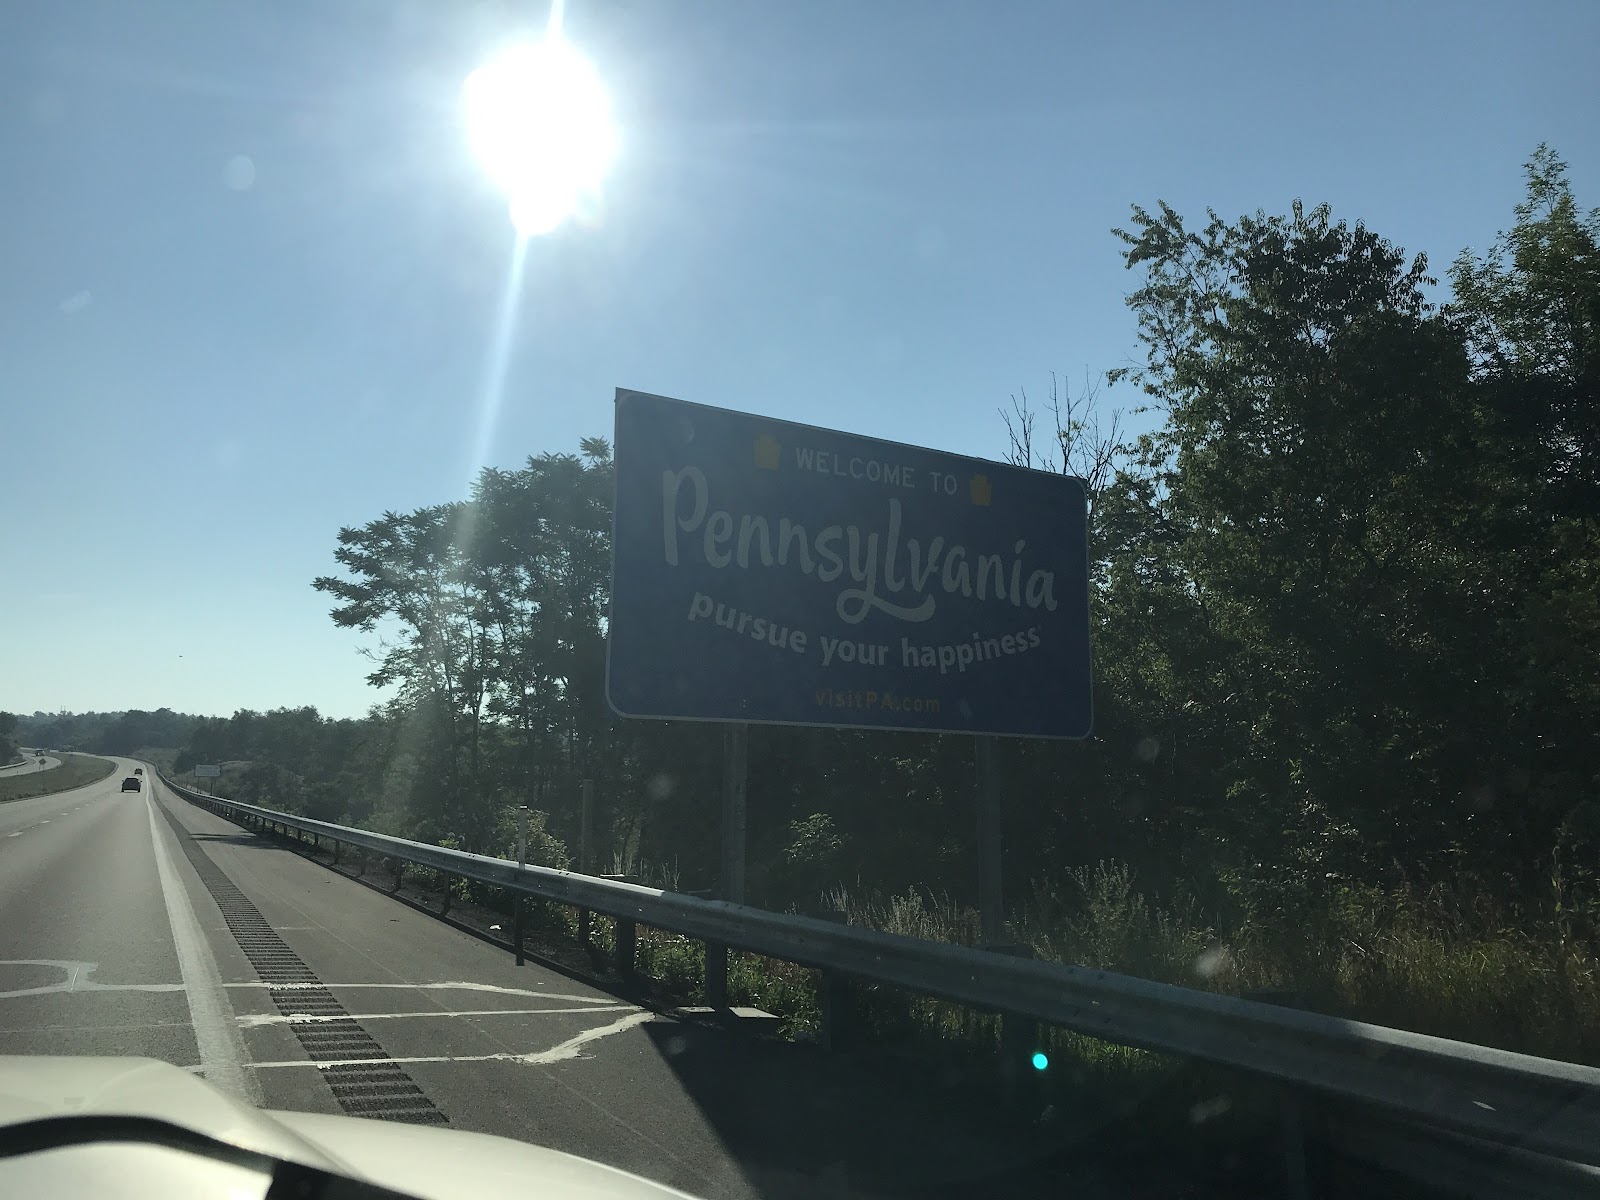 WELCOME TO
Pennsylvania
pursue your happiness
visitPA.com